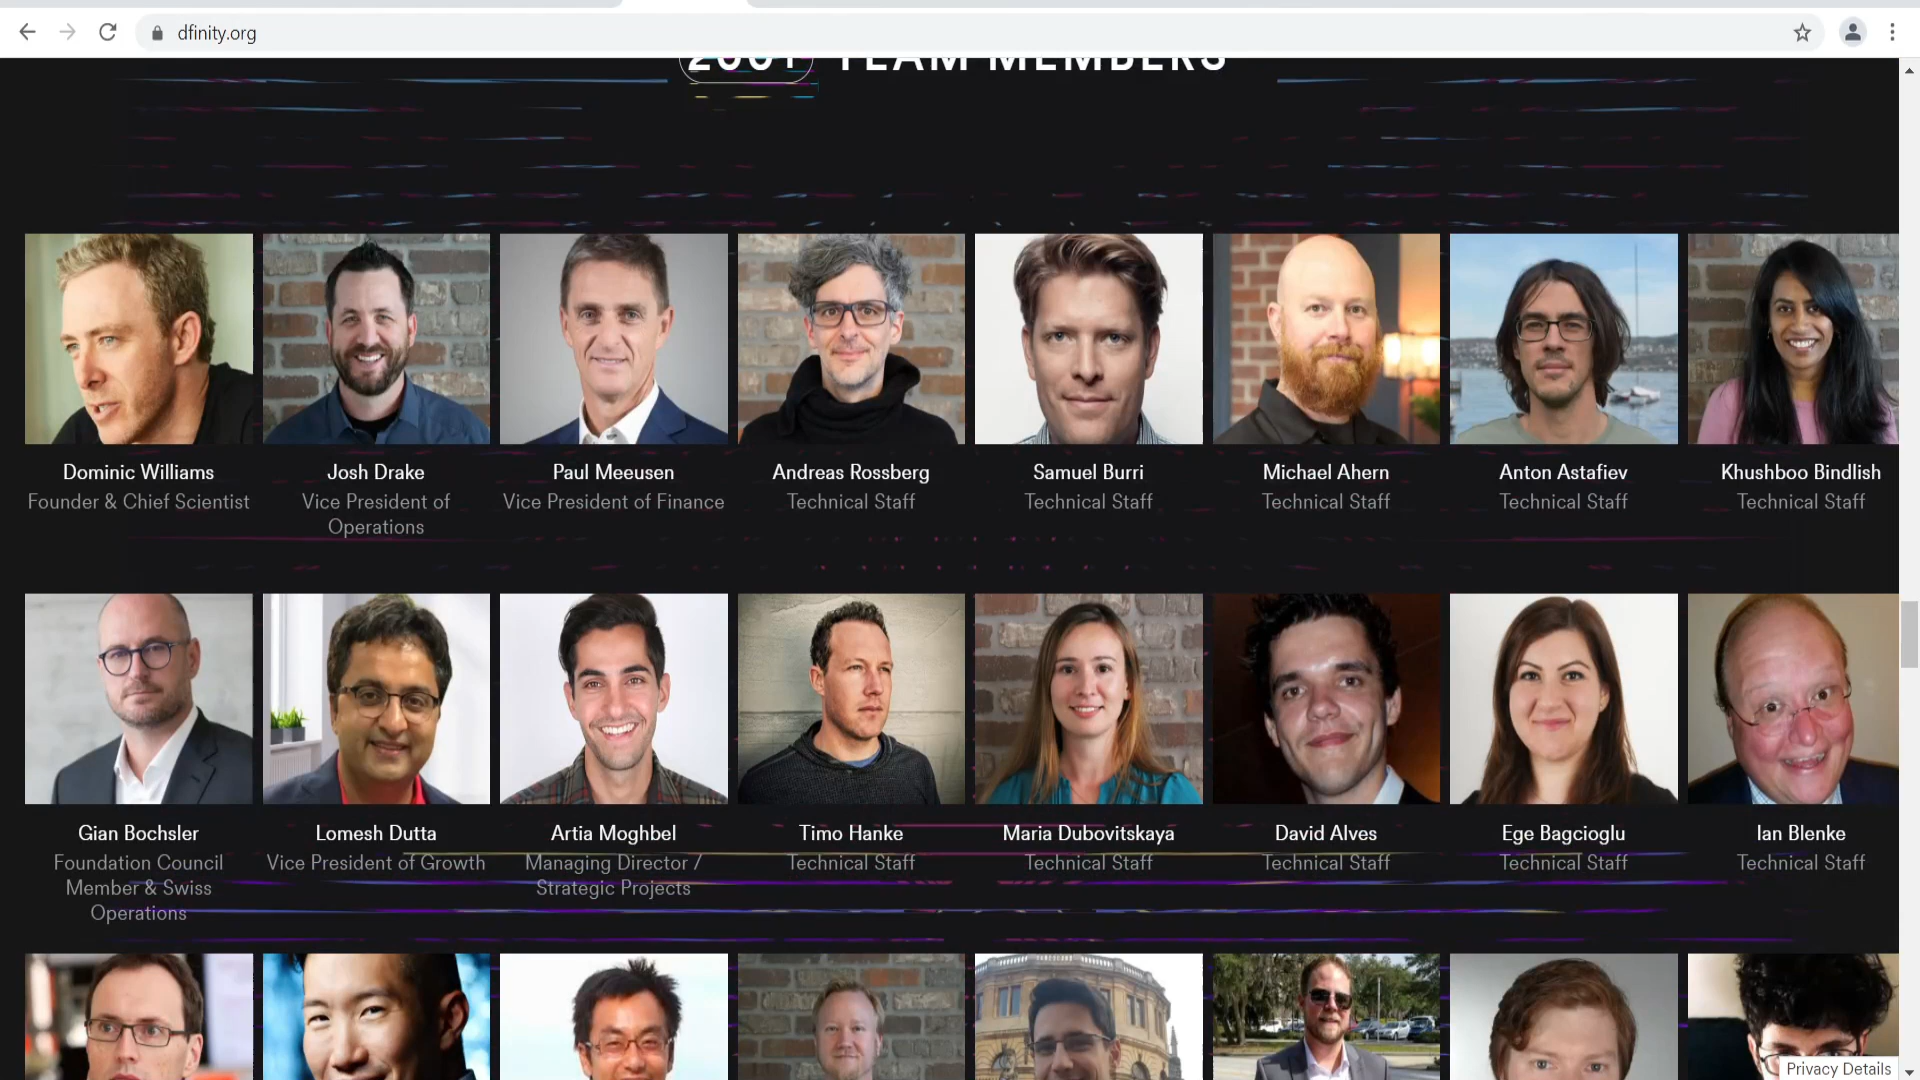 dfinity.org
200+ TEAM MEMBERS
Dominic Williams
Founder & Chief Scientist
Josh Drake
Vice President of
Operations
Paul Meeusen
Vice President of Finance
Andreas Rossberg
Technical Staff
Samuel Burri
Technical Staff
Michael Ahern
Technical Staff
Anton Astafiev
Technical Staff
Khushboo Bindlish
Technical Staff
Gian Bochsler
Foundation Council
Member & Swiss
Operations
Lomesh Dutta
Vice President of Growth
Artia Moghbel
Managing Director /
Strategic Projects
Timo Hanke
Technical Staff
Maria Dubovitskaya
Technical Staff
David Alves
Technical Staff
Ege Bagcioglu
Technical Staff
Ian Blenke
Technical Staff
Privacy Details